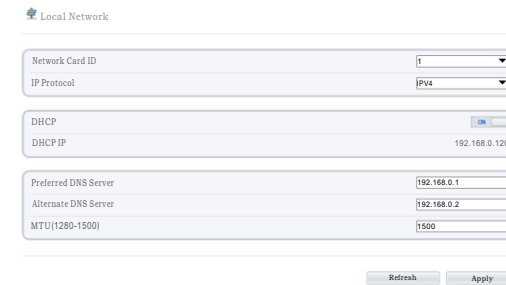 Local Network
Network Card ID 1
IP Protocol IPV4
DHCP ON
DHCP IP 192.168.0.120
Preferred DNS Server 192.168.0.1
Alternate DNS Server 192.168.0.2
MTU(1280-1500) 1500
Refresh Apply